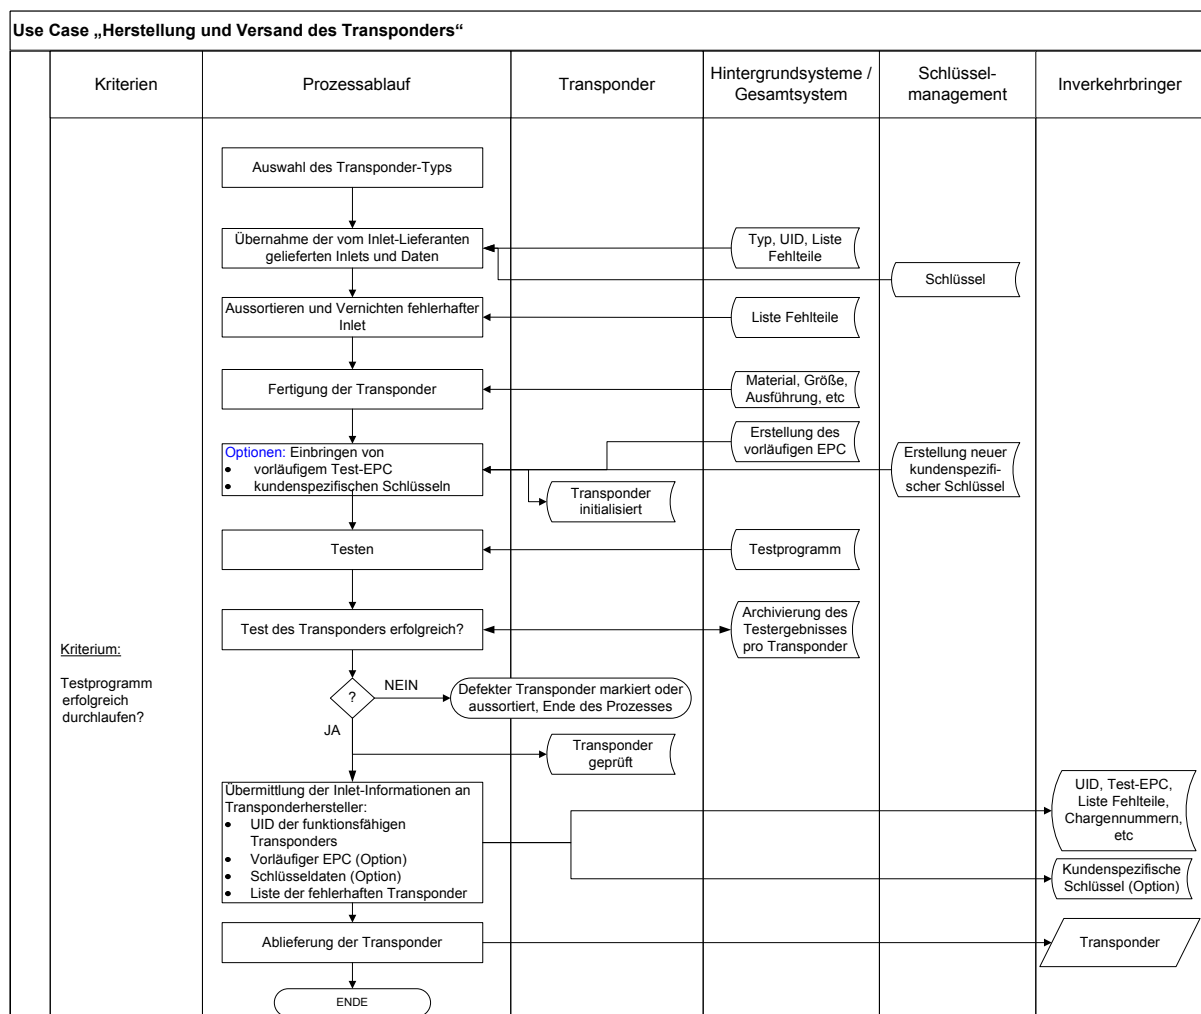 Use Case „Herstellung und Versand des Transponders“
Kriterien
Prozessablauf
Transponder
Hintergrundsysteme /
Gesamtsystem
Schlüssel-
management
Inverkehrbringer
Auswahl des Transponder-Typs
Übernahme der vom Inlet-Lieferanten
gelieferten Inlets und Daten
Typ, UID, Liste
Fehlteile
Schlüssel
Aussortieren und Vernichten fehlerhafter
Inlet
Liste Fehlteile
Fertigung der Transponder
Material, Größe,
Ausführung, etc
Optionen: Einbringen von
• vorläufigem Test-EPC
• kundenspezifischen Schlüsseln
Erstellung des
vorläufigen EPC
Erstellung neuer
kundenspezifi-
scher Schlüssel
Transponder
initialisiert
Testen
Testprogramm
Test des Transponders erfolgreich?
Archivierung des
Testergebnisses
pro Transponder
Kriterium:
Testprogramm
erfolgreich
durchlaufen?
?
NEIN
Defekter Transponder markiert oder
aussortiert, Ende des Prozesses
JA
Transponder
geprüft
Übermittlung der Inlet-Informationen an
Transponderhersteller:
• UID der funktionsfähigen
Transponders
• Vorläufiger EPC (Option)
• Schlüsseldaten (Option)
• Liste der fehlerhaften Transponder
UID, Test-EPC,
Liste Fehlteile,
Chargennummern,
etc
Kundenspezifische
Schlüssel (Option)
Ablieferung der Transponder
Transponder
ENDE